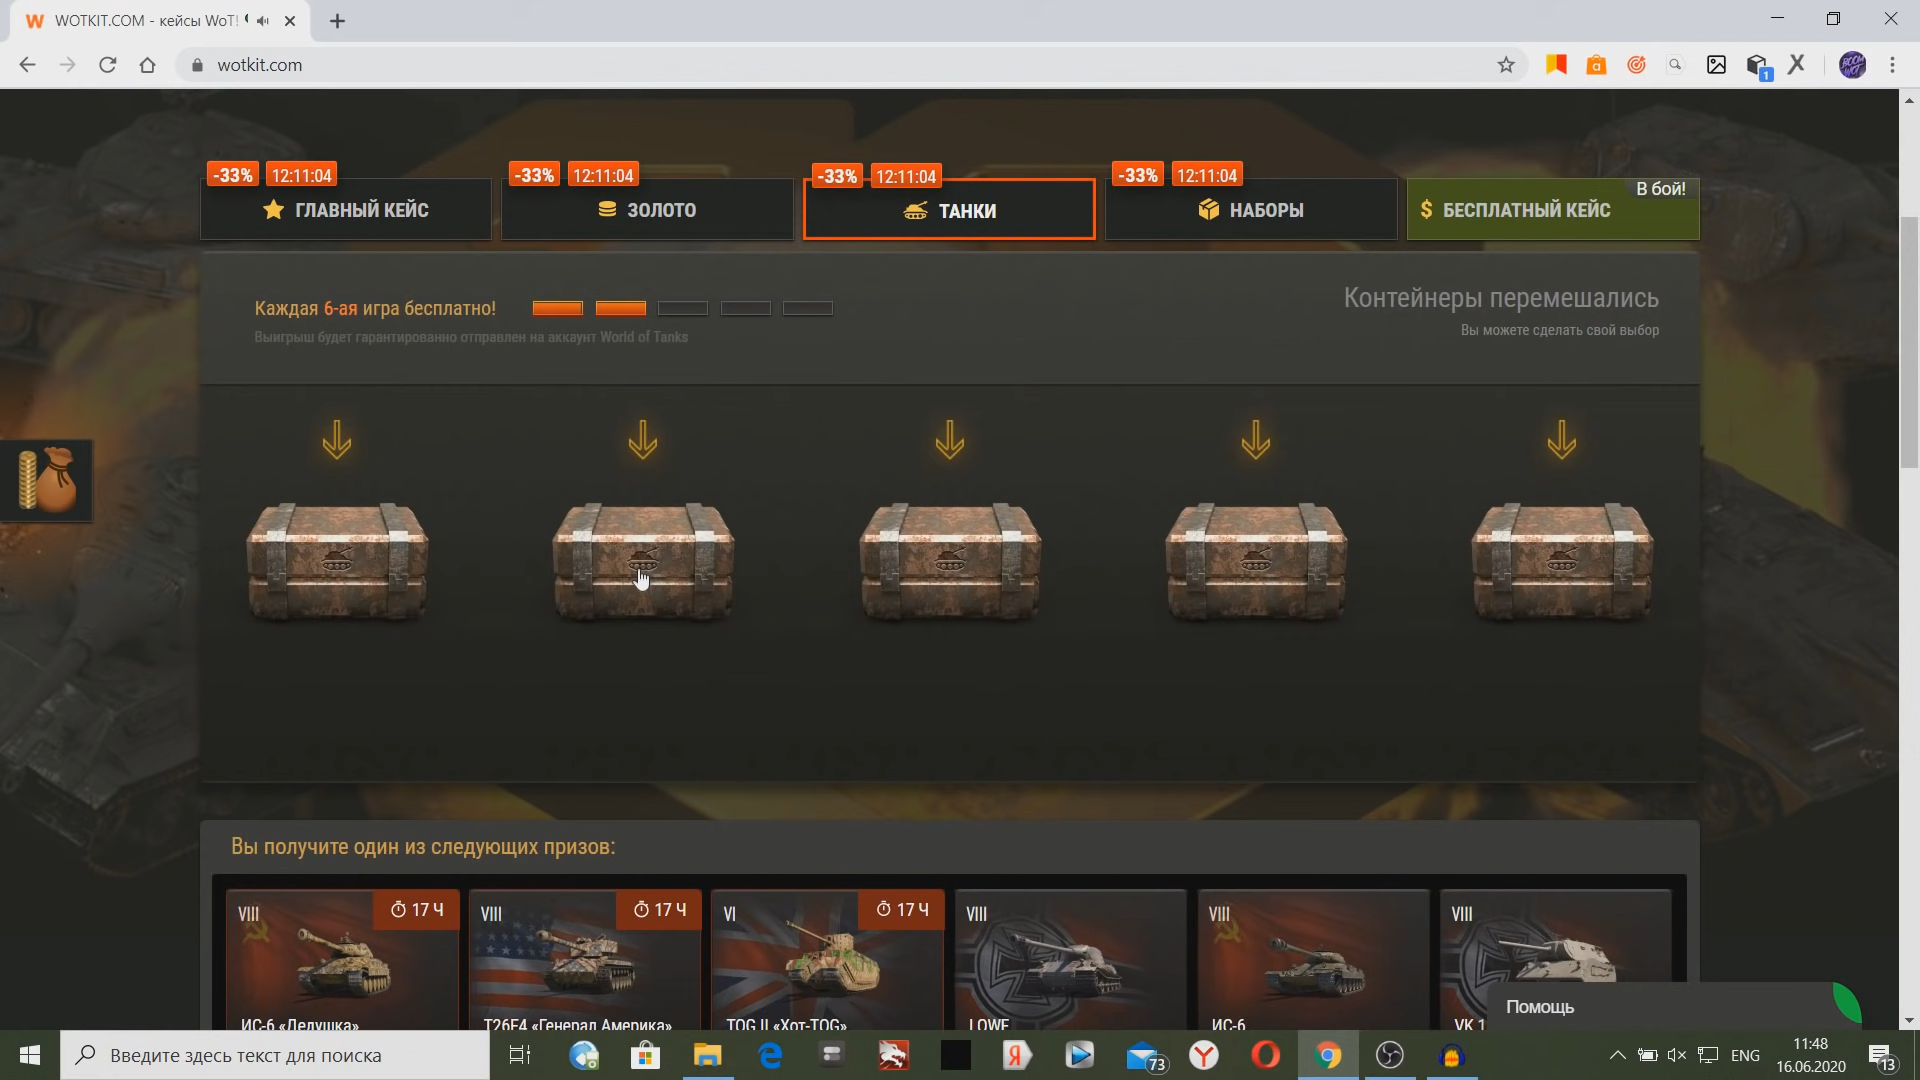 WOTKIT.COM - кейсы WoT!
wotkit.com
-33% 12:11:04
ГЛАВНЫЙ КЕЙС
-33% 12:11:04
ЗОЛОТО
-33% 12:11:04
ТАНКИ
-33% 12:11:04
НАБОРЫ
В бой!
БЕСПЛАТНЫЙ КЕЙС
Каждая 6-ая игра бесплатно!
Выигрыш будет гарантированно отправлен на аккаунт World of Tanks
Контейнеры перемешались
Вы можете сделать свой выбор
Вы получите один из следующих призов:
VIII 17 Ч
VIII 17 Ч
VI 17 Ч
VIII
VIII
VIII
ИС-6 «Дедушка»
T26E4 «Генерал Америка»
TOG II «Хот-TOG»
LOWE
ИС-6
VK 1
Помощь
Введите здесь текст для поиска
73
ENG
11:48
16.06.2020
13